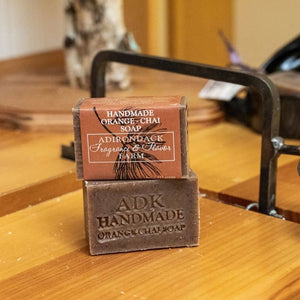 HANDMADE
ORANGE - CHAI
SOAP
ADIRONDACK
Fragrance & Flavor
FARM
ADK
HANDMADE
ORANGE CHAI SOAP